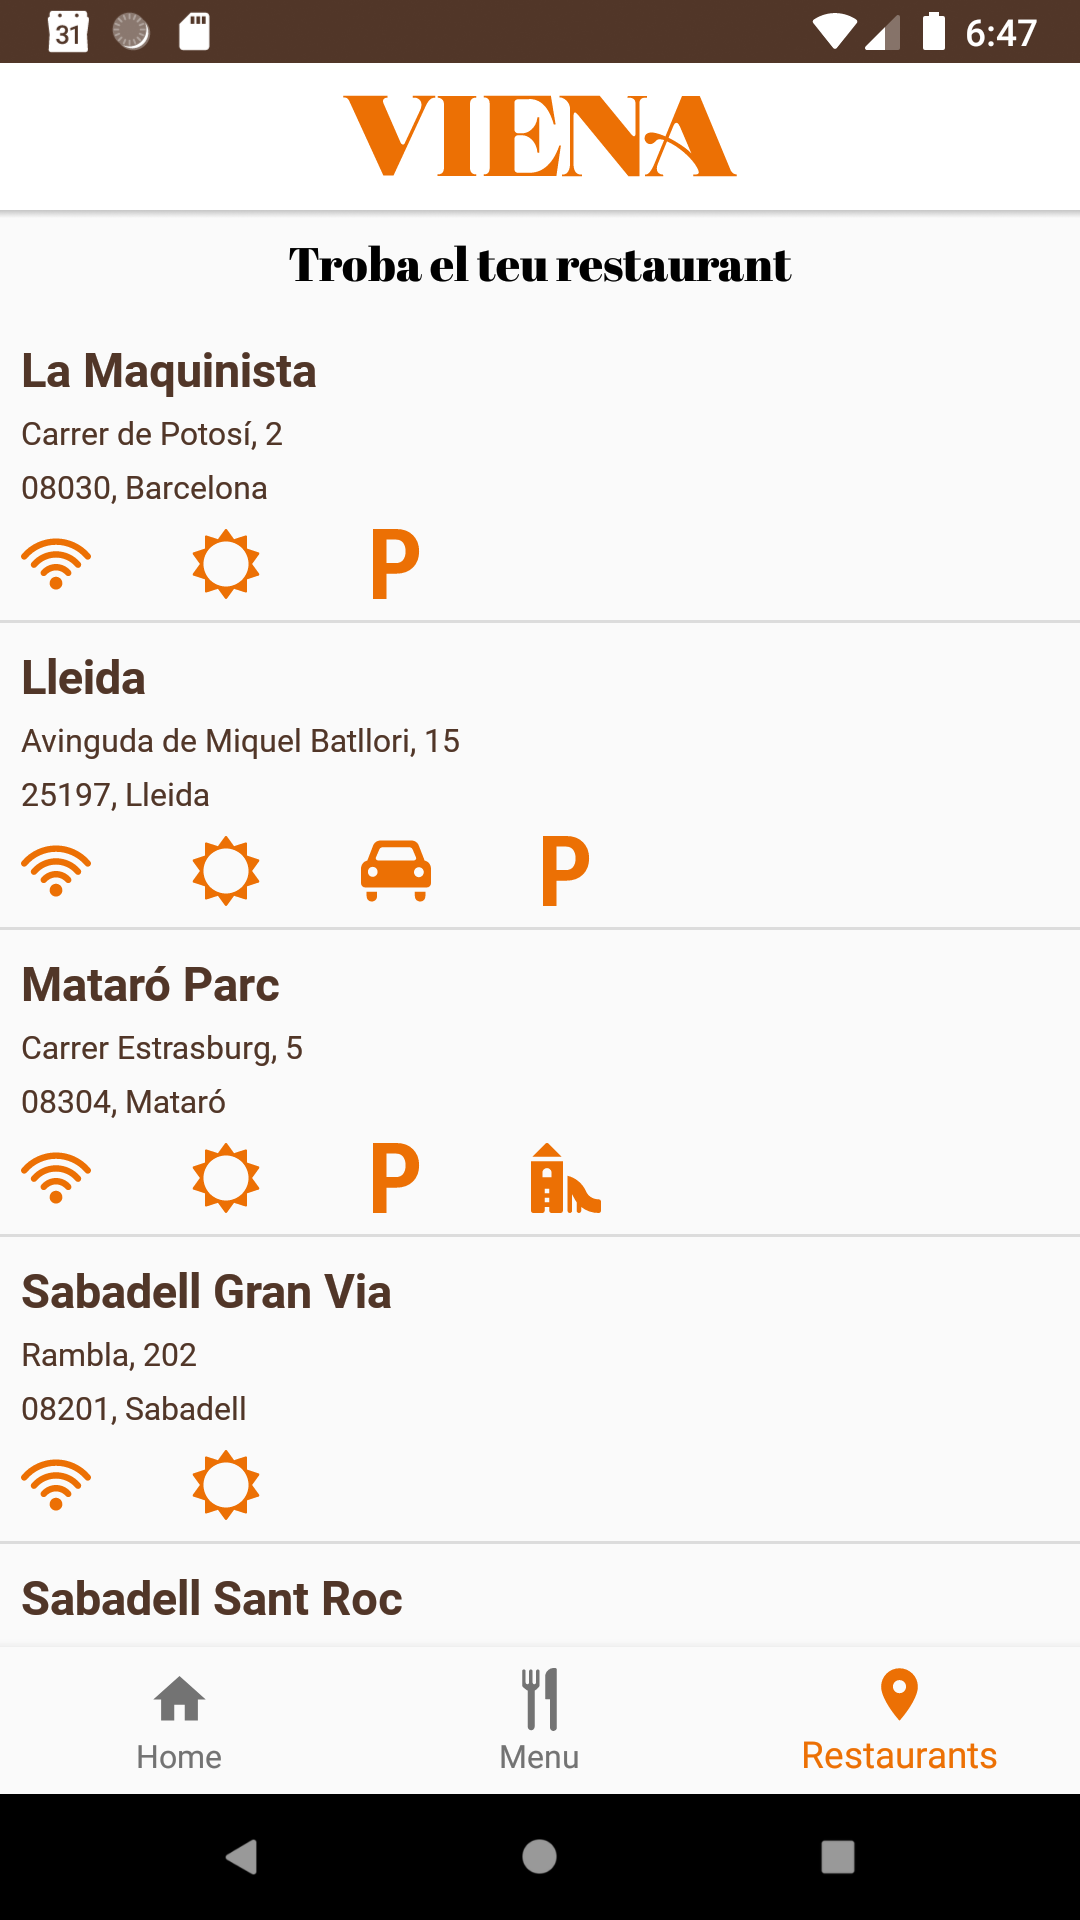 31
6:47
VIENA
Troba el teu restaurant
La Maquinista
Carrer de Potosí, 2
08030, Barcelona
P
Lleida
Avinguda de Miquel Batllori, 15
25197, Lleida
P
Mataró Parc
Carrer Estrasburg, 5
08304, Mataró
P
Sabadell Gran Via
Rambla, 202
08201, Sabadell
Sabadell Sant Roc
Home
Menu
Restaurants